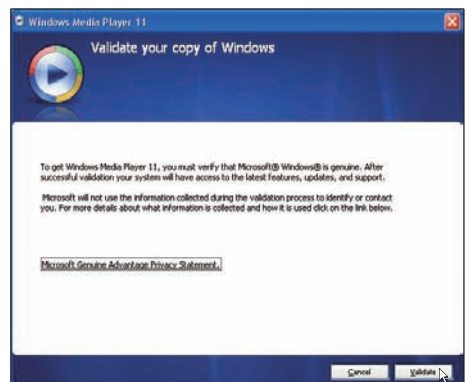 Windows Media Player 11
Validate your copy of Windows
To get Windows Media Player 11, you must verify that Microsoft® Windows® is genuine. After
successful validation your system will have access to the latest features, updates, and support.
Microsoft will not use the information collected during the validation process to identify or contact
you. For more details about what information is collected and how it is used click on the link below.
Microsoft Genuine Advantage Privacy Statement.
Cancel
Validate